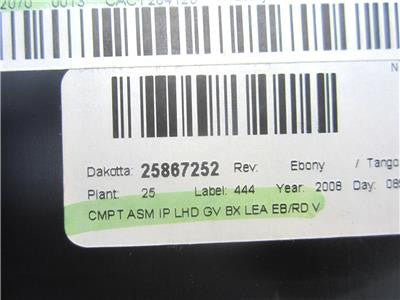 Dakotta: 25867252 Rev: Ebony / Tango
Plant: 25 Label: 444 Year: 2008 Day:
CMPT ASM IP LHD GV BX LEA EB/RD V